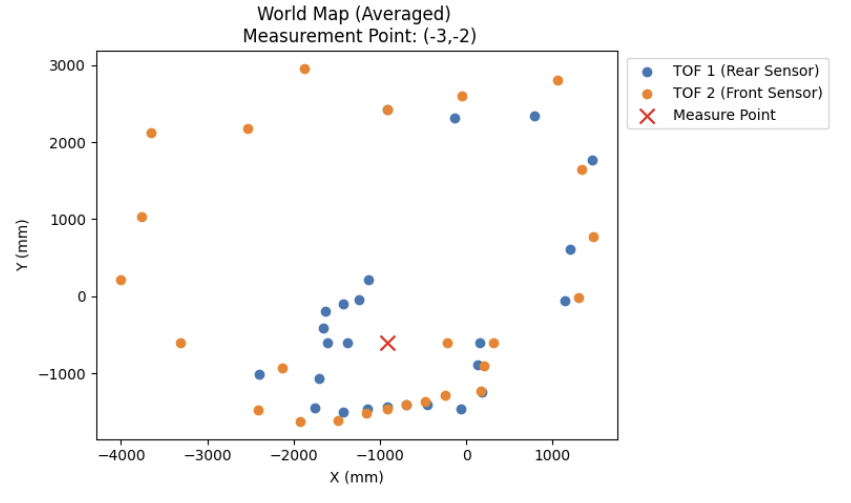 World Map (Averaged)
Measurement Point: (-3,-2)
TOF 1 (Rear Sensor)
TOF 2 (Front Sensor)
Measure Point
Y (mm)
3000
2000
1000
0
−1000
−4000 −3000 −2000 −1000 0 1000
X (mm)